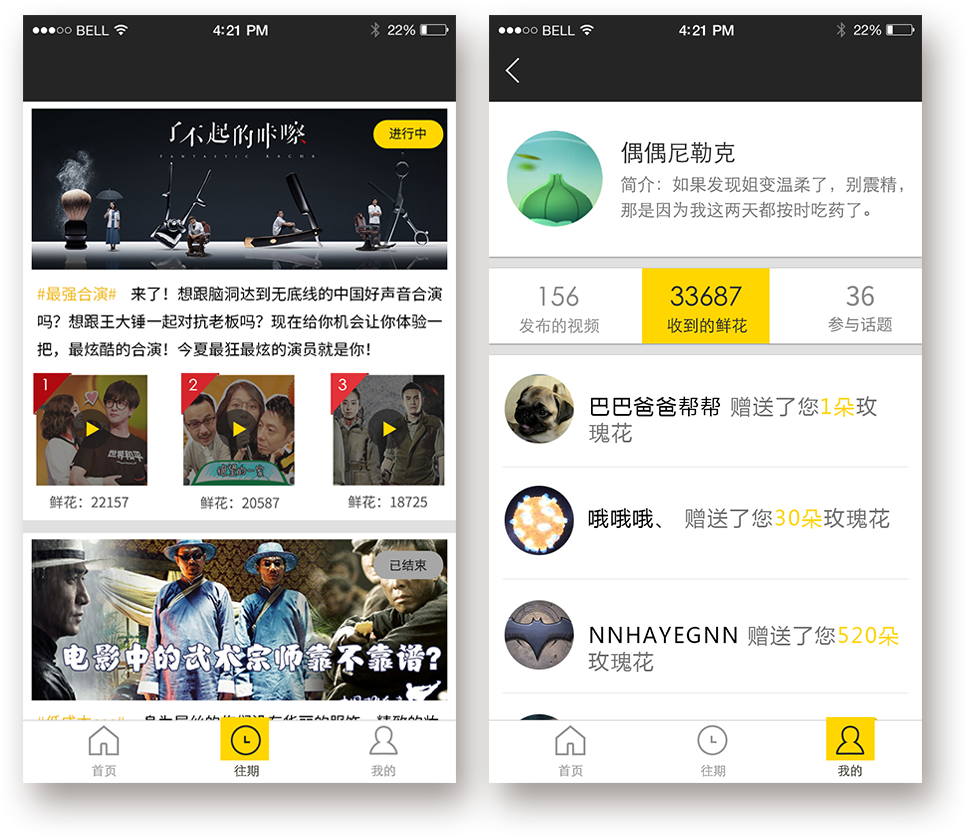 BELL 4:21 PM 22%
了不起的咔嚓
FANTASTIC KACHA
进行中
#最强合演# 来了！想跟脑洞达到无底线的中国好声音合演
吗？想跟王大锤一起对抗老板吗？现在给你机会让你体验一
把，最炫酷的合演！今夏最狂最炫的演员就是你！
1 2 3
世界和平
绝望的一家
鲜花：22157 鲜花：20587 鲜花：18725
已结束
电影中的武术宗师靠不靠谱？
首页 往期 我的
BELL 4:21 PM 22%
偶偶尼勒克
简介：如果发现姐变温柔了，别震精，
那是因为我这两天都按时吃药了。
156 33687 36
发布的视频 收到的鲜花 参与话题
巴巴爸爸帮帮 赠送了您1朵玫
瑰花
哦哦哦、 赠送了您30朵玫瑰花
NNHAYEGNN 赠送了您520朵
玫瑰花
首页 往期 我的